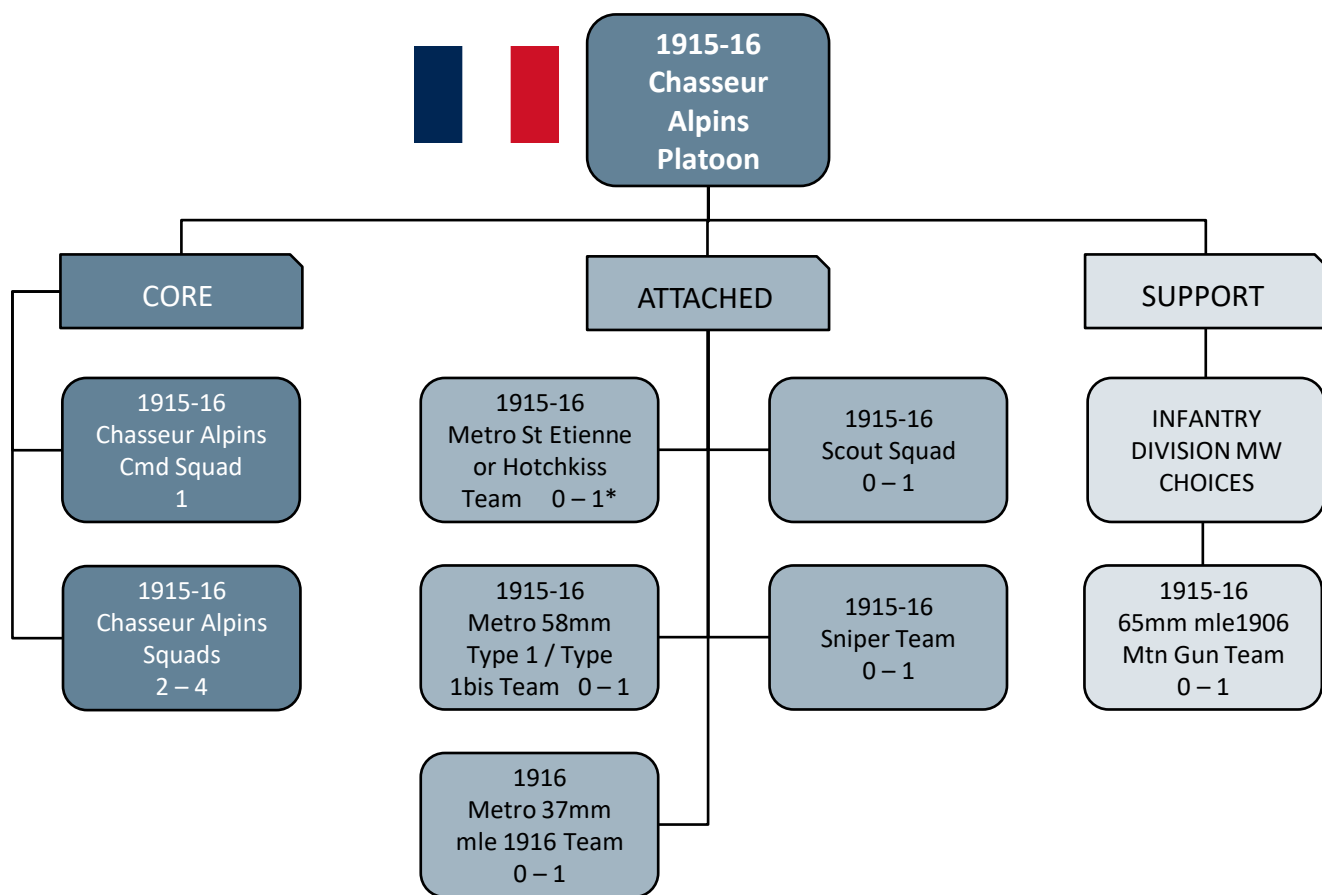 1915-16
Chasseur
Alpins
Platoon
CORE
ATTACHED
SUPPORT
1915-16
Chasseur Alpins
Cmd Squad
1
1915-16
Metro St Etienne
or Hotchkiss
Team 0 – 1*
1915-16
Scout Squad
0 – 1
INFANTRY
DIVISION MW
CHOICES
1915-16
Chasseur Alpins
Squads
2 – 4
1915-16
Metro 58mm
Type 1 / Type
1bis Team 0 – 1
1915-16
Sniper Team
0 – 1
1915-16
65mm mle1906
Mtn Gun Team
0 – 1
1916
Metro 37mm
mle 1916 Team
0 – 1